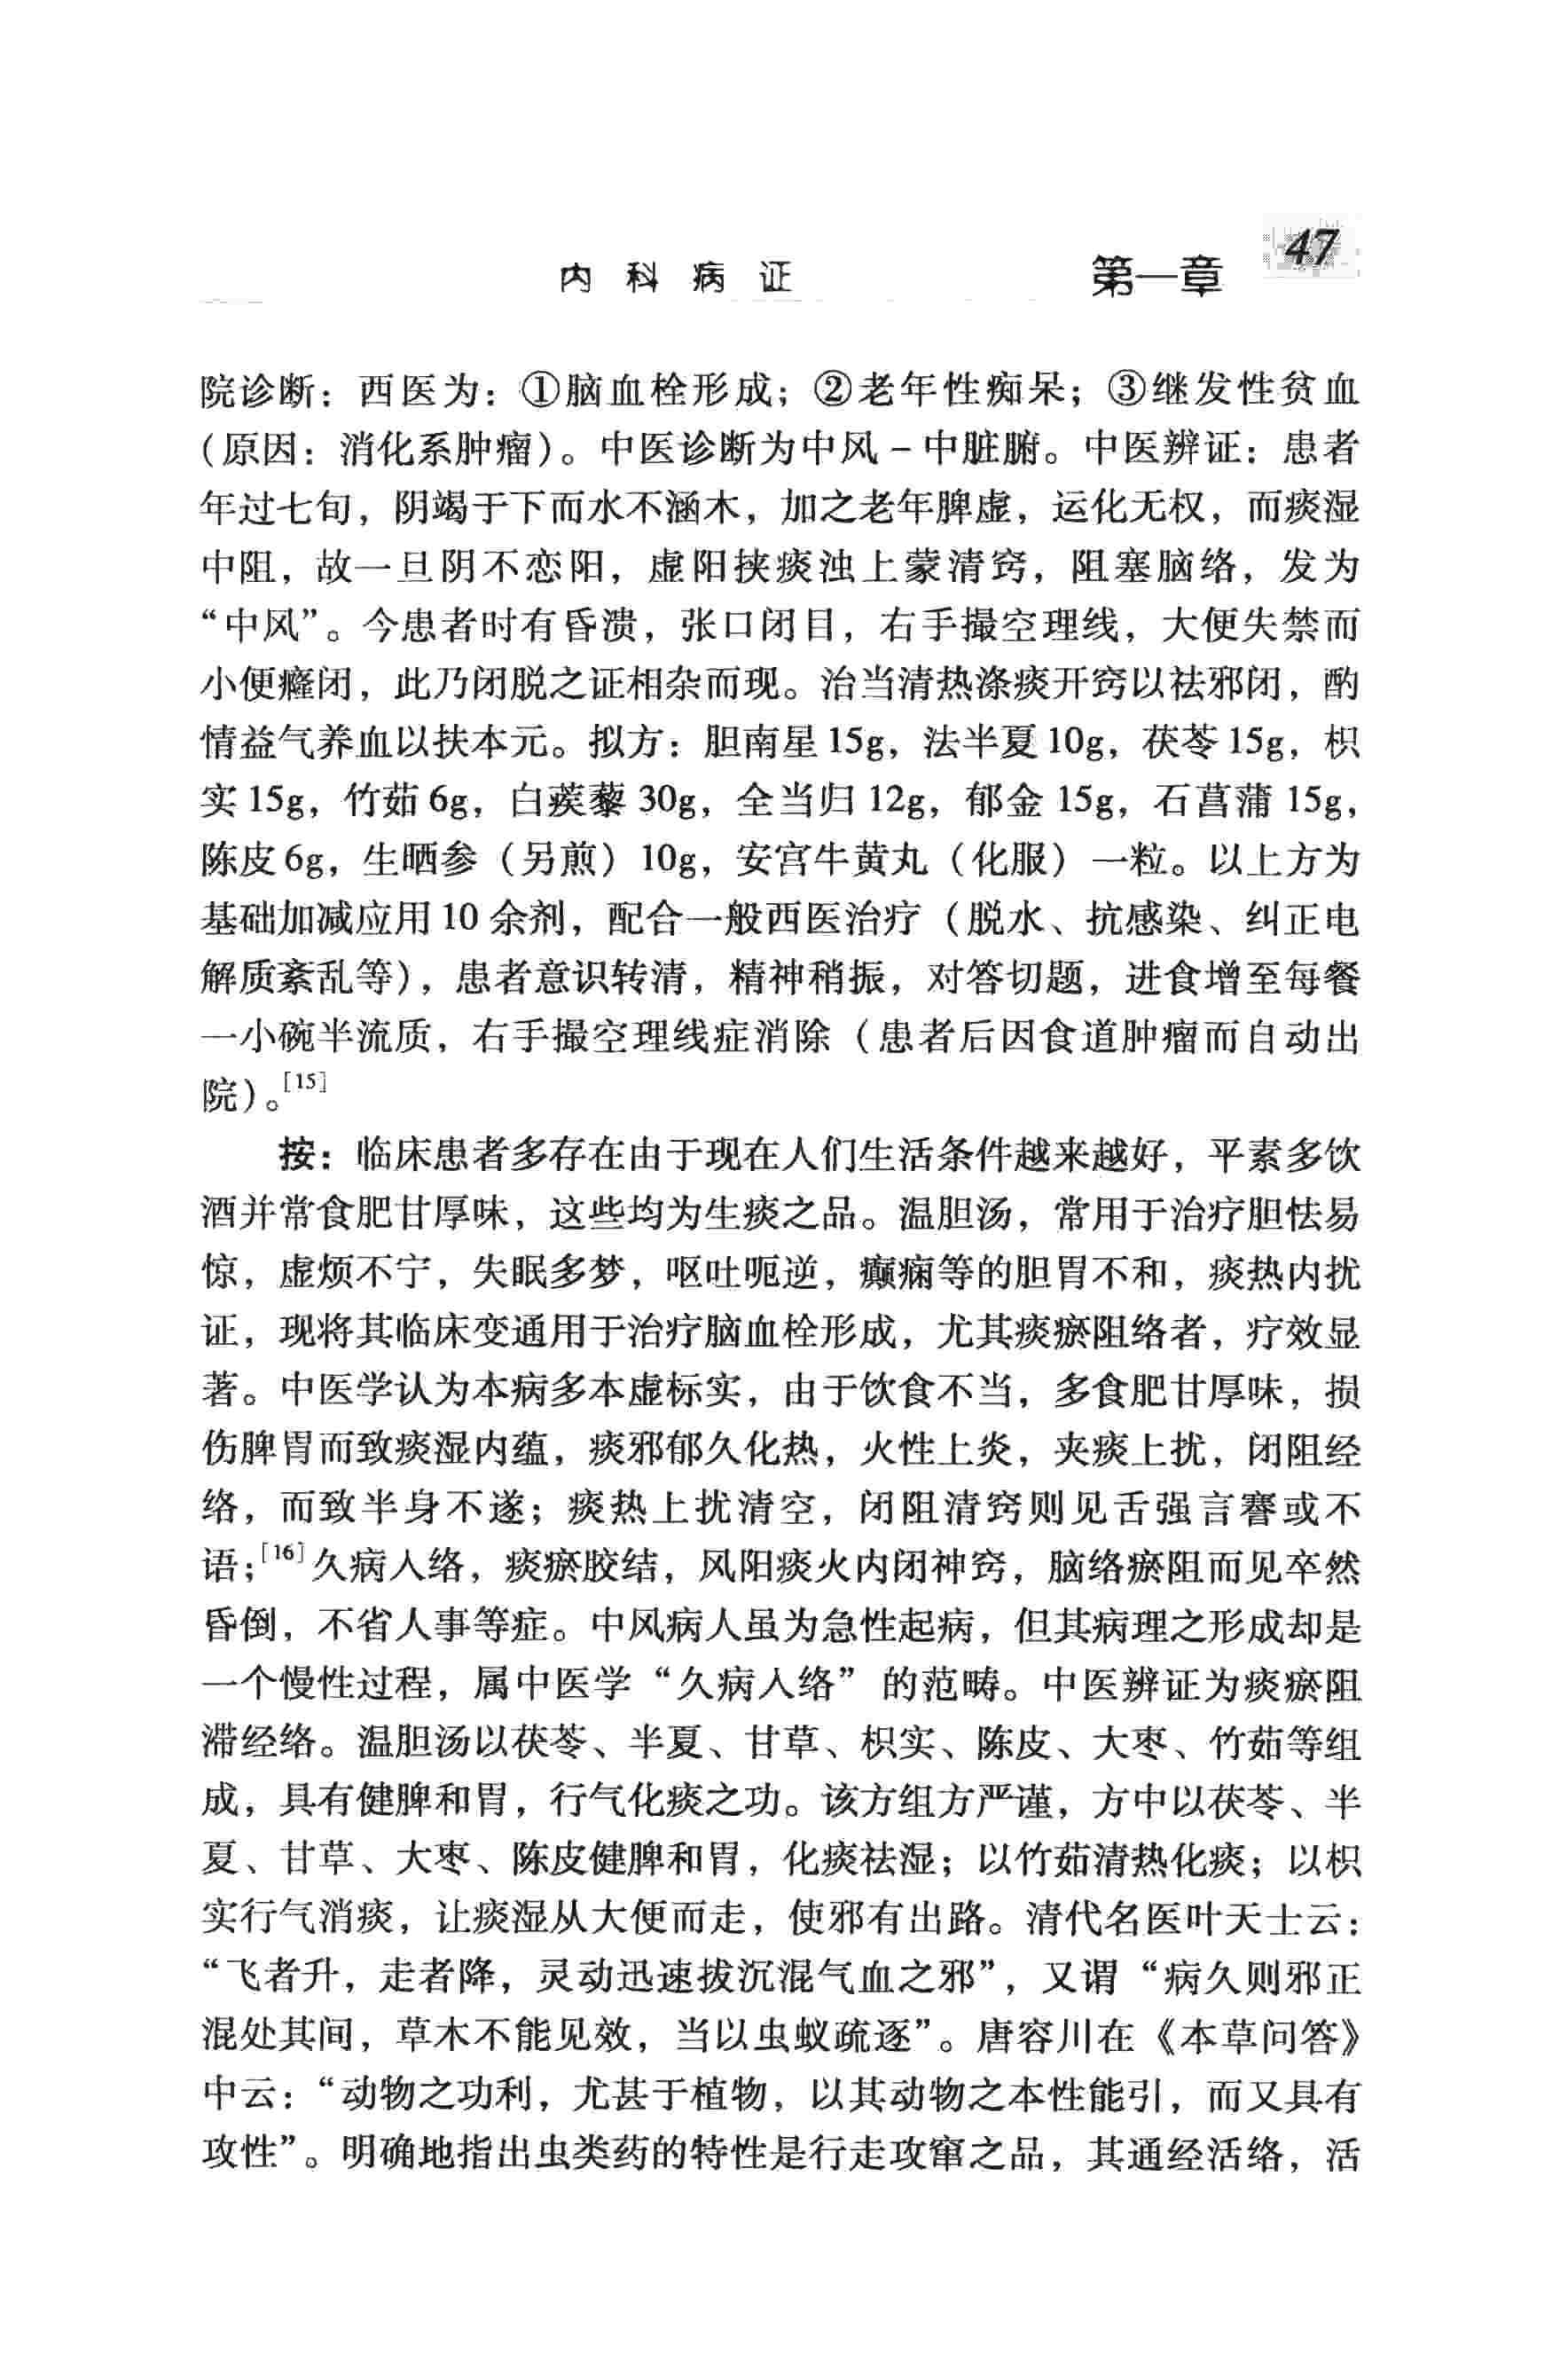 内科病证 第一章 47
院诊断：西医为：①脑血栓形成；②老年性痴呆；③继发性贫血
(原因：消化系肿瘤)。中医诊断为中风－中脏腑。中医辨证：患者
年过七旬，阴竭于下而水不涵木，加之老年脾虚，运化无权，而痰湿
中阻，故一旦阴不恋阳，虚阳挟痰浊上蒙清窍，阻塞脑络，发为
“中风”。今患者时有昏溃，张口闭目，右手撮空理线，大便失禁而
小便癃闭，此乃闭脱之证相杂而现。治当清热涤痰开窍以祛邪闭，酌
情益气养血以扶本元。拟方：胆南星15g，法半夏10g，茯苓15g，枳
实15g，竹茹6g，白蒺藜30g，全当归12g，郁金15g，石菖蒲15g，
陈皮6g，生晒参（另煎）10g，安宫牛黄丸（化服）一粒。以上方为
基础加减应用10余剂，配合一般西医治疗（脱水、抗感染、纠正电
解质紊乱等)，患者意识转清，精神稍振，对答切题，进食增至每餐
一小碗半流质，右手撮空理线症消除（患者后因食道肿瘤而自动出
院)。[15]
按：临床患者多存在由于现在人们生活条件越来越好，平素多饮
酒并常食肥甘厚味，这些均为生痰之品。温胆汤，常用于治疗胆怯易
惊，虚烦不宁，失眠多梦，呕吐呃逆，癫痫等的胆胃不和，痰热内扰
证，现将其临床变通用于治疗脑血栓形成，尤其痰瘀阻络者，疗效显
著。中医学认为本病多本虚标实，由于饮食不当，多食肥甘厚味，损
伤脾胃而致痰湿内蕴，痰邪郁久化热，火性上炎，夹痰上扰，闭阻经
络，而致半身不遂；痰热上扰清空，闭阻清窍则见舌强言謇或不
语；[16]久病入络，痰瘀胶结，风阳痰火内闭神窍，脑络瘀阻而见卒然
昏倒，不省人事等症。中风病人虽为急性起病，但其病理之形成却是
一个慢性过程，属中医学“久病入络”的范畴。中医辨证为痰瘀阻
滞经络。温胆汤以茯苓、半夏、甘草、枳实、陈皮、大枣、竹茹等组
成，具有健脾和胃，行气化痰之功。该方组方严谨，方中以茯苓、半
夏、甘草、大枣、陈皮健脾和胃，化痰祛湿；以竹茹清热化痰；以枳
实行气消痰，让痰湿从大便而走，使邪有出路。清代名医叶天士云：
“飞者升，走者降，灵动迅速拔沉混气血之邪”，又谓“病久则邪正
混处其间，草木不能见效，当以虫蚁疏逐”。唐容川在《本草问答》
中云：“动物之功利，尤甚于植物，以其动物之本性能引，而又具有
攻性”。明确地指出虫类药的特性是行走攻窜之品，其通经活络，活